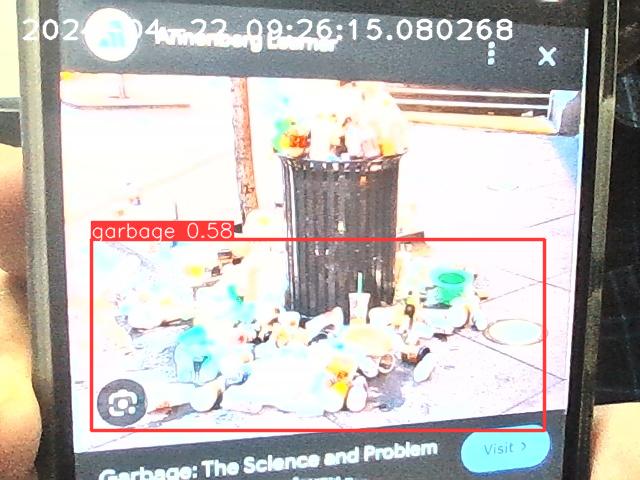 2024-04-22 09:26:15.080268
Annenberg Learner
garbage 0.58
Visit >
Garbage: The Science and Problem